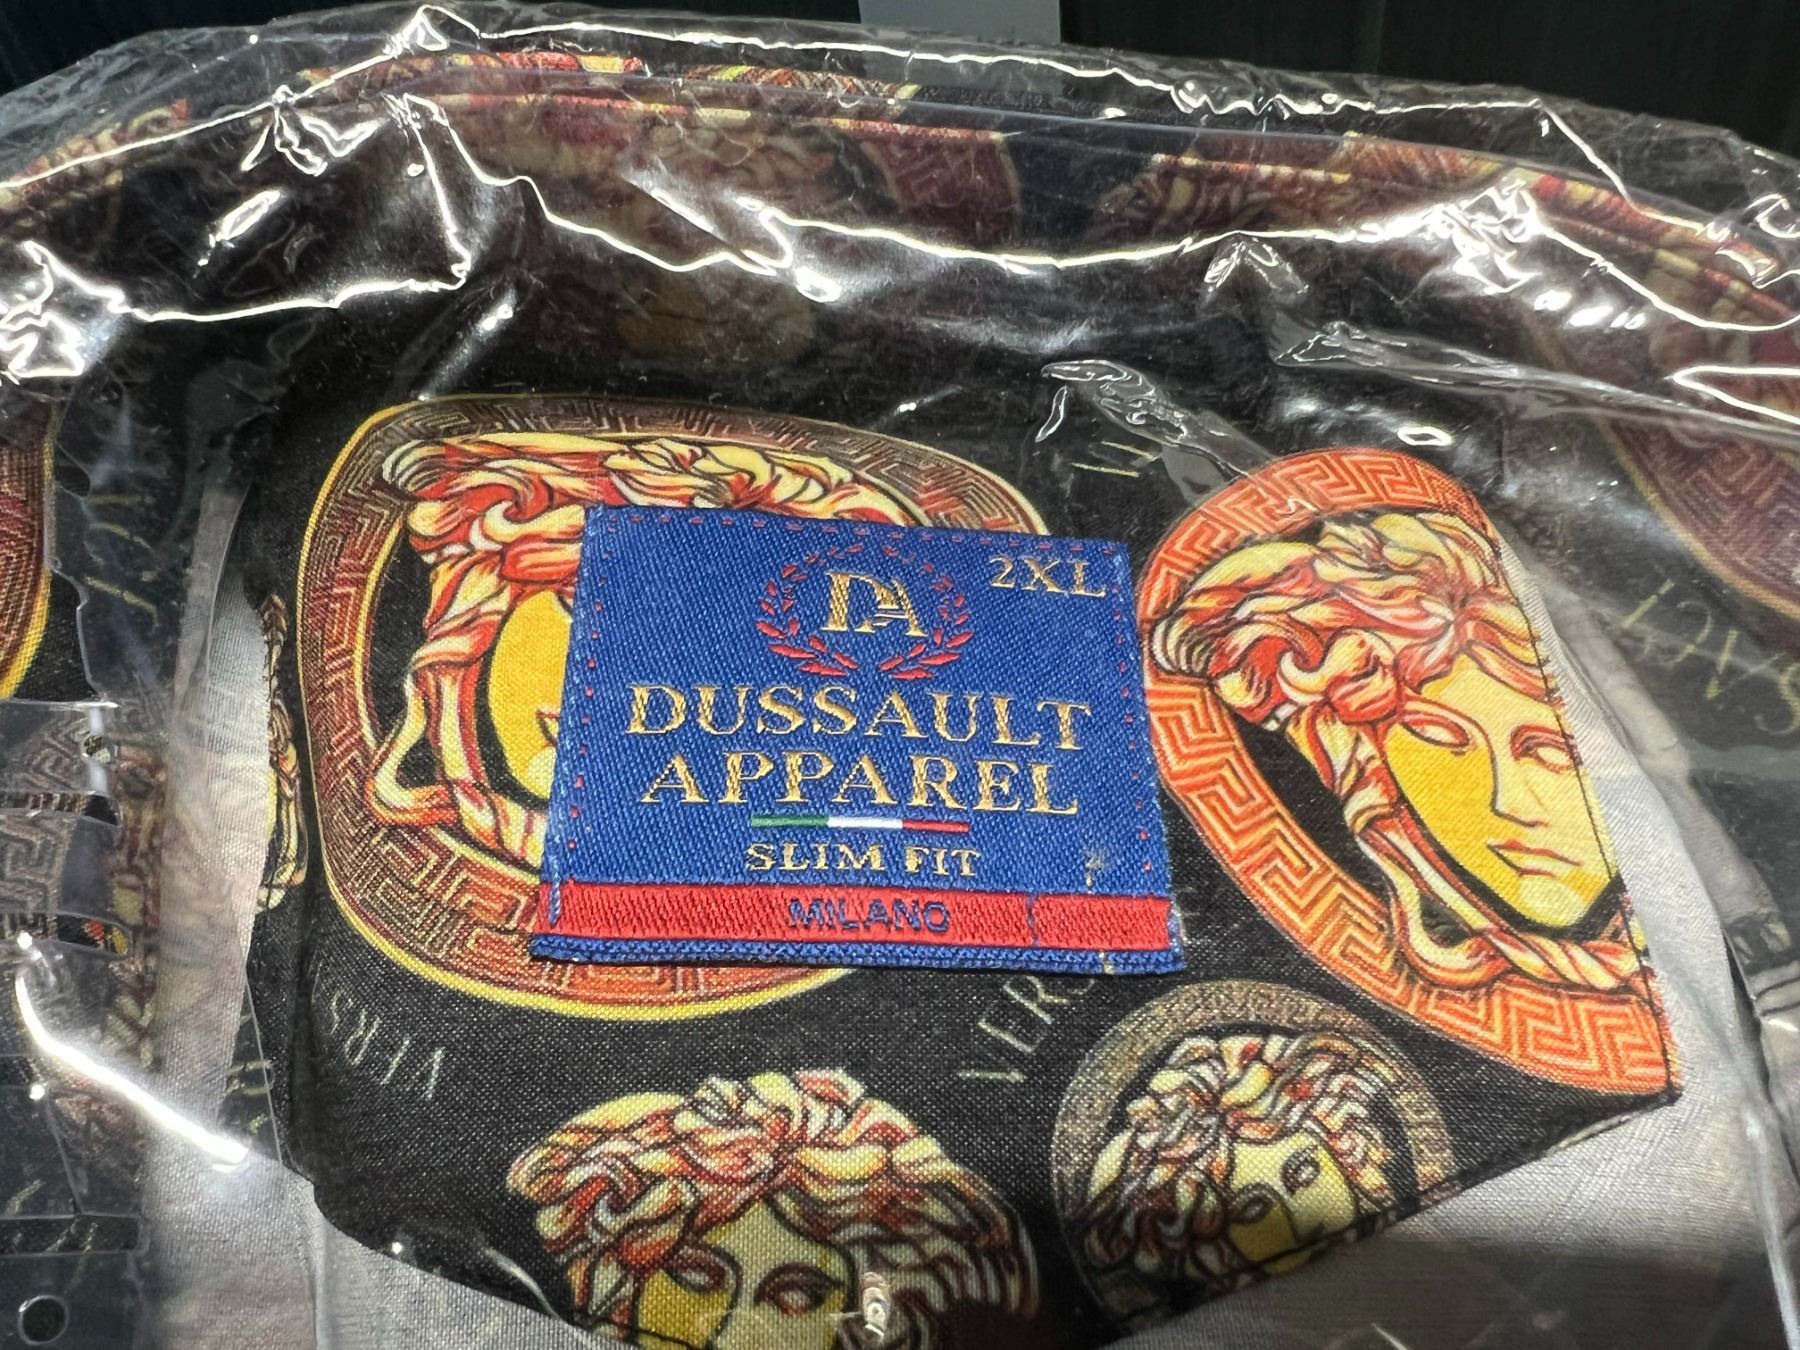 DA
2XL
DUSSAULT
APPAREL
SLIM FIT
MILANO